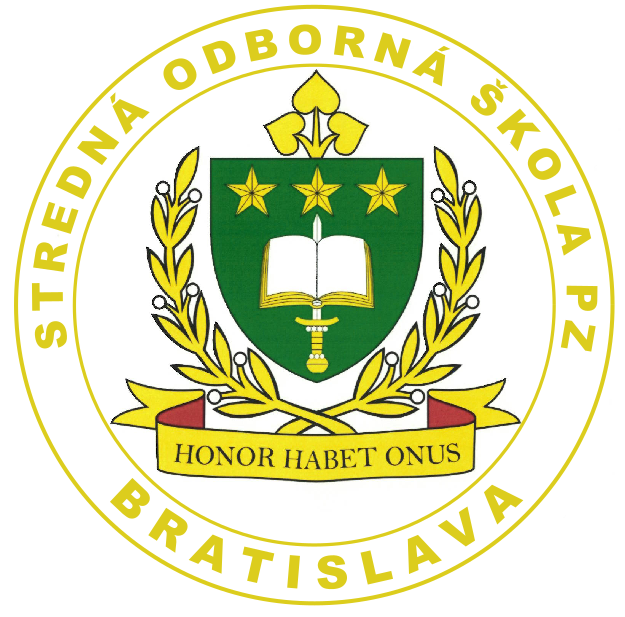 STREDNÁ ODBORNÁ ŠKOLA PZ
HONOR HABET ONUS
BRATISLAVA